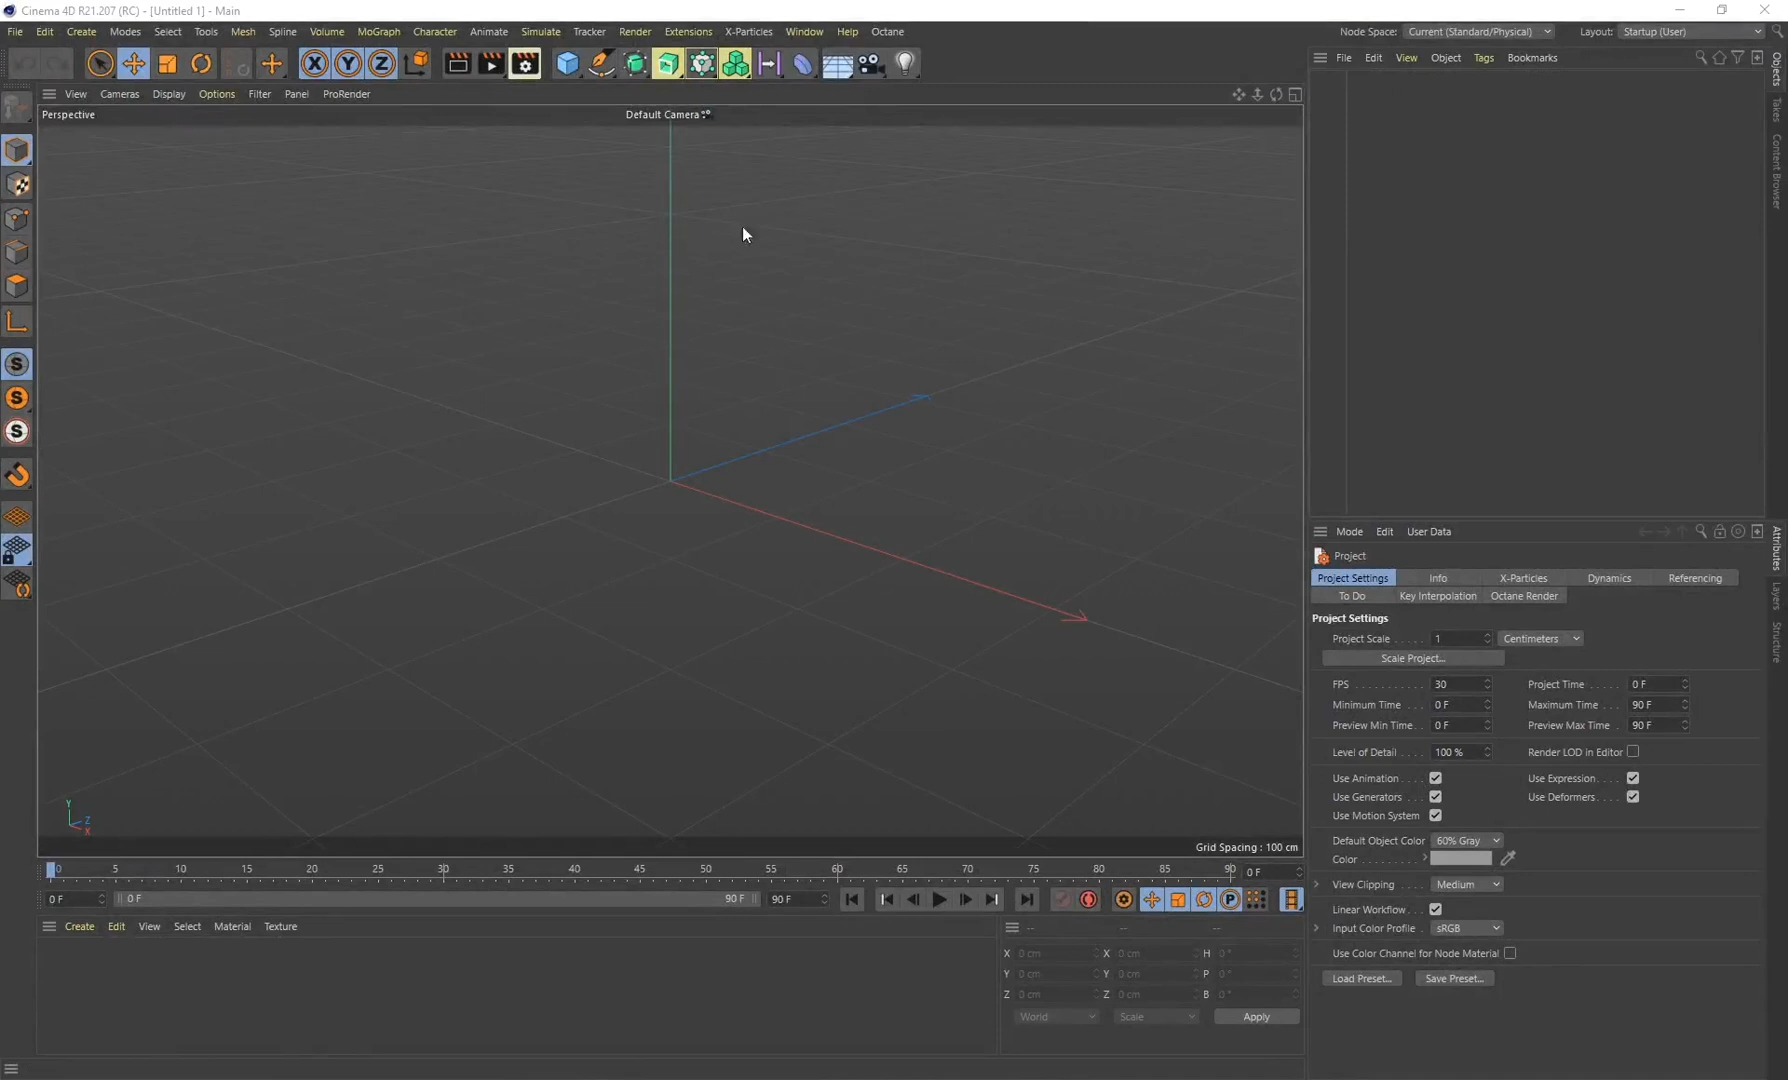 Cinema 4D R21.207 (RC) - [Untitled 1] - Main
File Edit Create Modes Select Tools Mesh Spline Volume MoGraph Character Animate Simulate Tracker Render Extensions X-Particles Window Help Octane Node Space: Current (Standard/Physical) Layout: Startup (User)
X Y Z
File Edit View Object Tags Bookmarks
View Cameras Display Options Filter Panel ProRender
Perspective
Default Camera
Objects
Takes
Content Browser
S
S
S
Y
Z
X
Grid Spacing : 100 cm
Mode Edit User Data
Attributes
Layers
Structure
Project
Project Settings Info X-Particles Dynamics Referencing
To Do Key Interpolation Octane Render
Project Settings
Project Scale . . . . . 1 Centimeters
Scale Project...
FPS . . . . . . . . . . . 30 Project Time . . . . . 0 F
Minimum Time . . . 0 F Maximum Time . . . 90 F
Preview Min Time. . 0 F Preview Max Time . 90 F
Level of Detail . . . . 100 % Render LOD in Editor
Use Animation . . . . Use Expression. . . .
Use Generators . . . Use Deformers. . . .
Use Motion System
Default Object Color 60% Gray
Color . . . . . . . . .
View Clipping . . . . Medium
Linear Workflow. . .
Input Color Profile . sRGB
Use Color Channel for Node Material
Load Preset... Save Preset...
0 5 10 15 20 25 30 35 40 45 50 55 60 65 70 75 80 85 90 0 F
0 F 0 F 90 F 90 F P
Create Edit View Select Material Texture
-- -- --
X 0 cm X 0 cm H 0 °
Y 0 cm Y 0 cm P 0 °
Z 0 cm Z 0 cm B 0 °
World Scale Apply